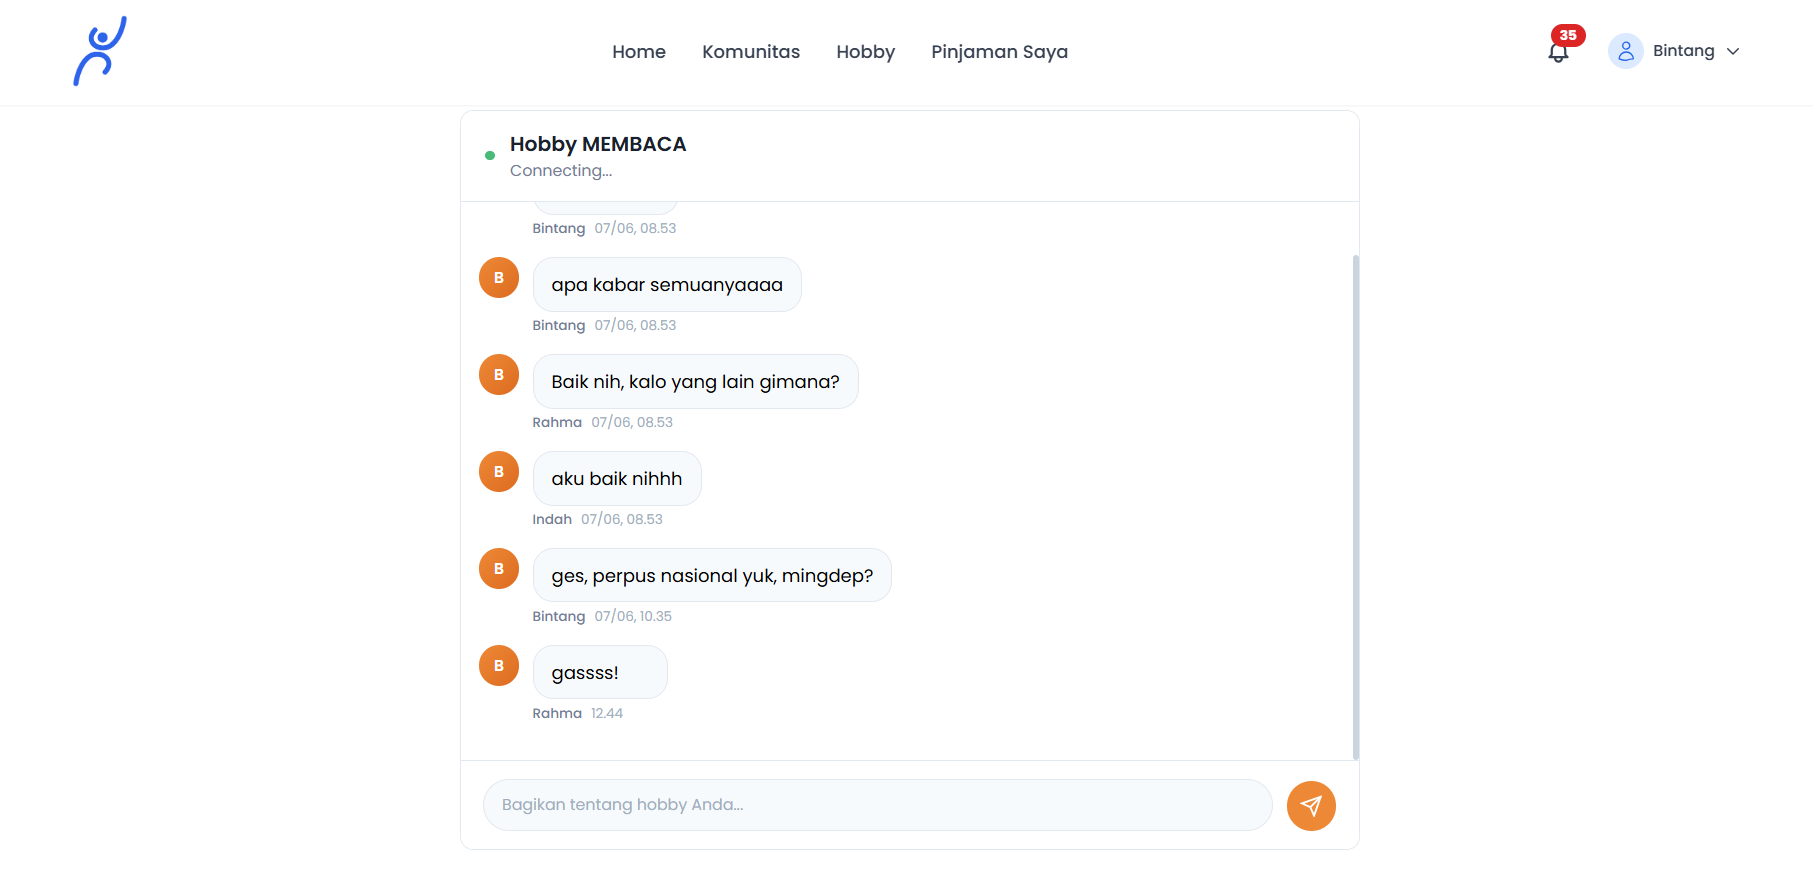 Home Komunitas Hobby Pinjaman Saya 35 Bintang
Hobby MEMBACA
Connecting...
Bintang 07/06, 08.53
B apa kabar semuanyaaaa
Bintang 07/06, 08.53
B Baik nih, kalo yang lain gimana?
Rahma 07/06, 08.53
B aku baik nihhh
Indah 07/06, 08.53
B ges, perpus nasional yuk, mingdep?
Bintang 07/06, 10.35
B gassss!
Rahma 12.44
Bagikan tentang hobby Anda...